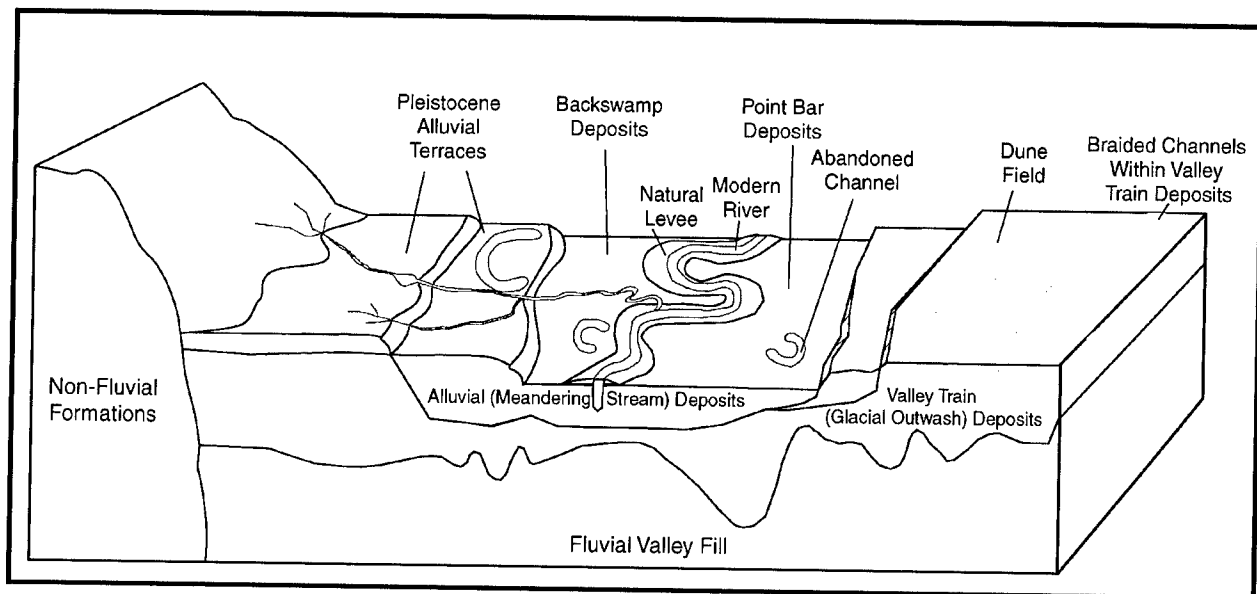 Pleistocene
Alluvial
Terraces
Backswamp
Deposits
Natural
Levee
Modern
River
Point Bar
Deposits
Abandoned
Channel
Dune
Field
Braided Channels
Within Valley
Train Deposits
Non-Fluvial
Formations
Alluvial (Meandering Stream) Deposits
Valley Train
(Glacial Outwash) Deposits
Fluvial Valley Fill